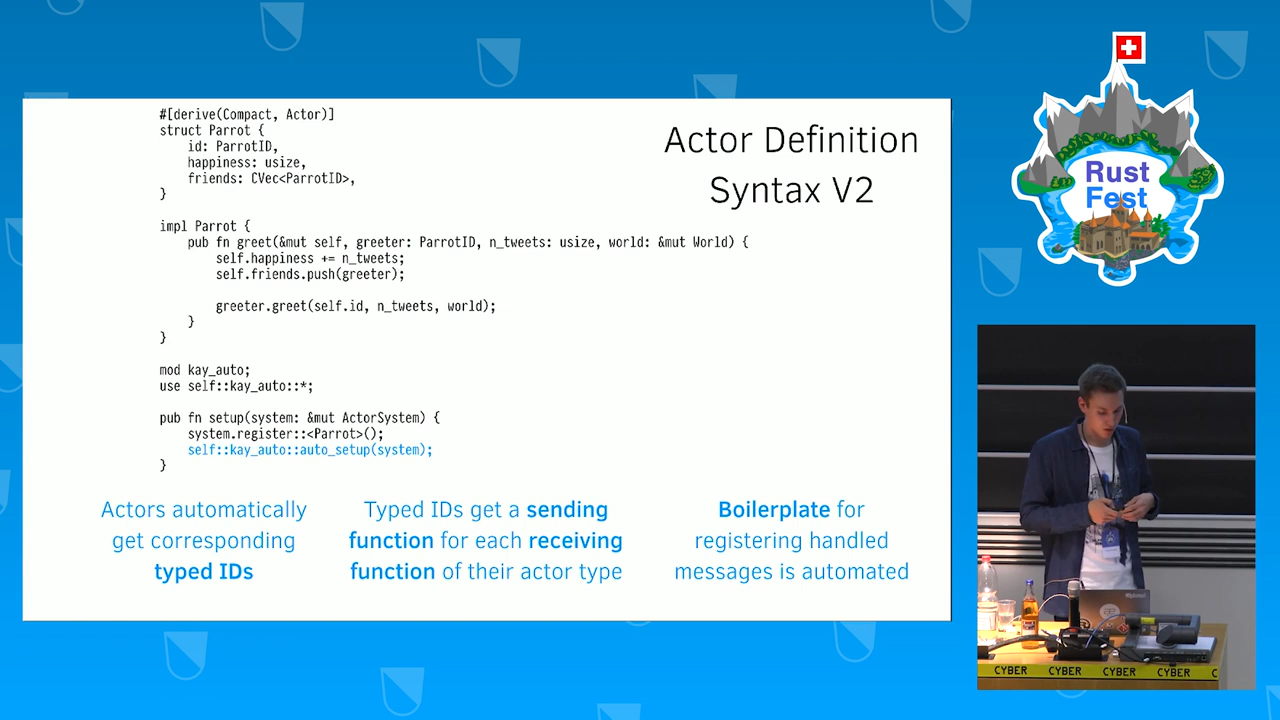 #[derive(Compact, Actor)]
struct Parrot {
    id: ParrotID,
    happiness: usize,
    friends: CVec<ParrotID>,
}
impl Parrot {
    pub fn greet(&mut self, greeter: ParrotID, n_tweets: usize, world: &mut World) {
        self.happiness += n_tweets;
        self.friends.push(greeter);
        greeter.greet(self.id, n_tweets, world);
    }
}
mod kay_auto;
use self::kay_auto::*;
pub fn setup(system: &mut ActorSystem) {
    system.register::<Parrot>();
    self::kay_auto::auto_setup(system);
}
Actor Definition
Syntax V2
Actors automatically
get corresponding
typed IDs
Typed IDs get a sending
function for each receiving
function of their actor type
Boilerplate for
registering handled
messages is automated
Rust
Fest
CYBER CYBER CYBER CYBER C